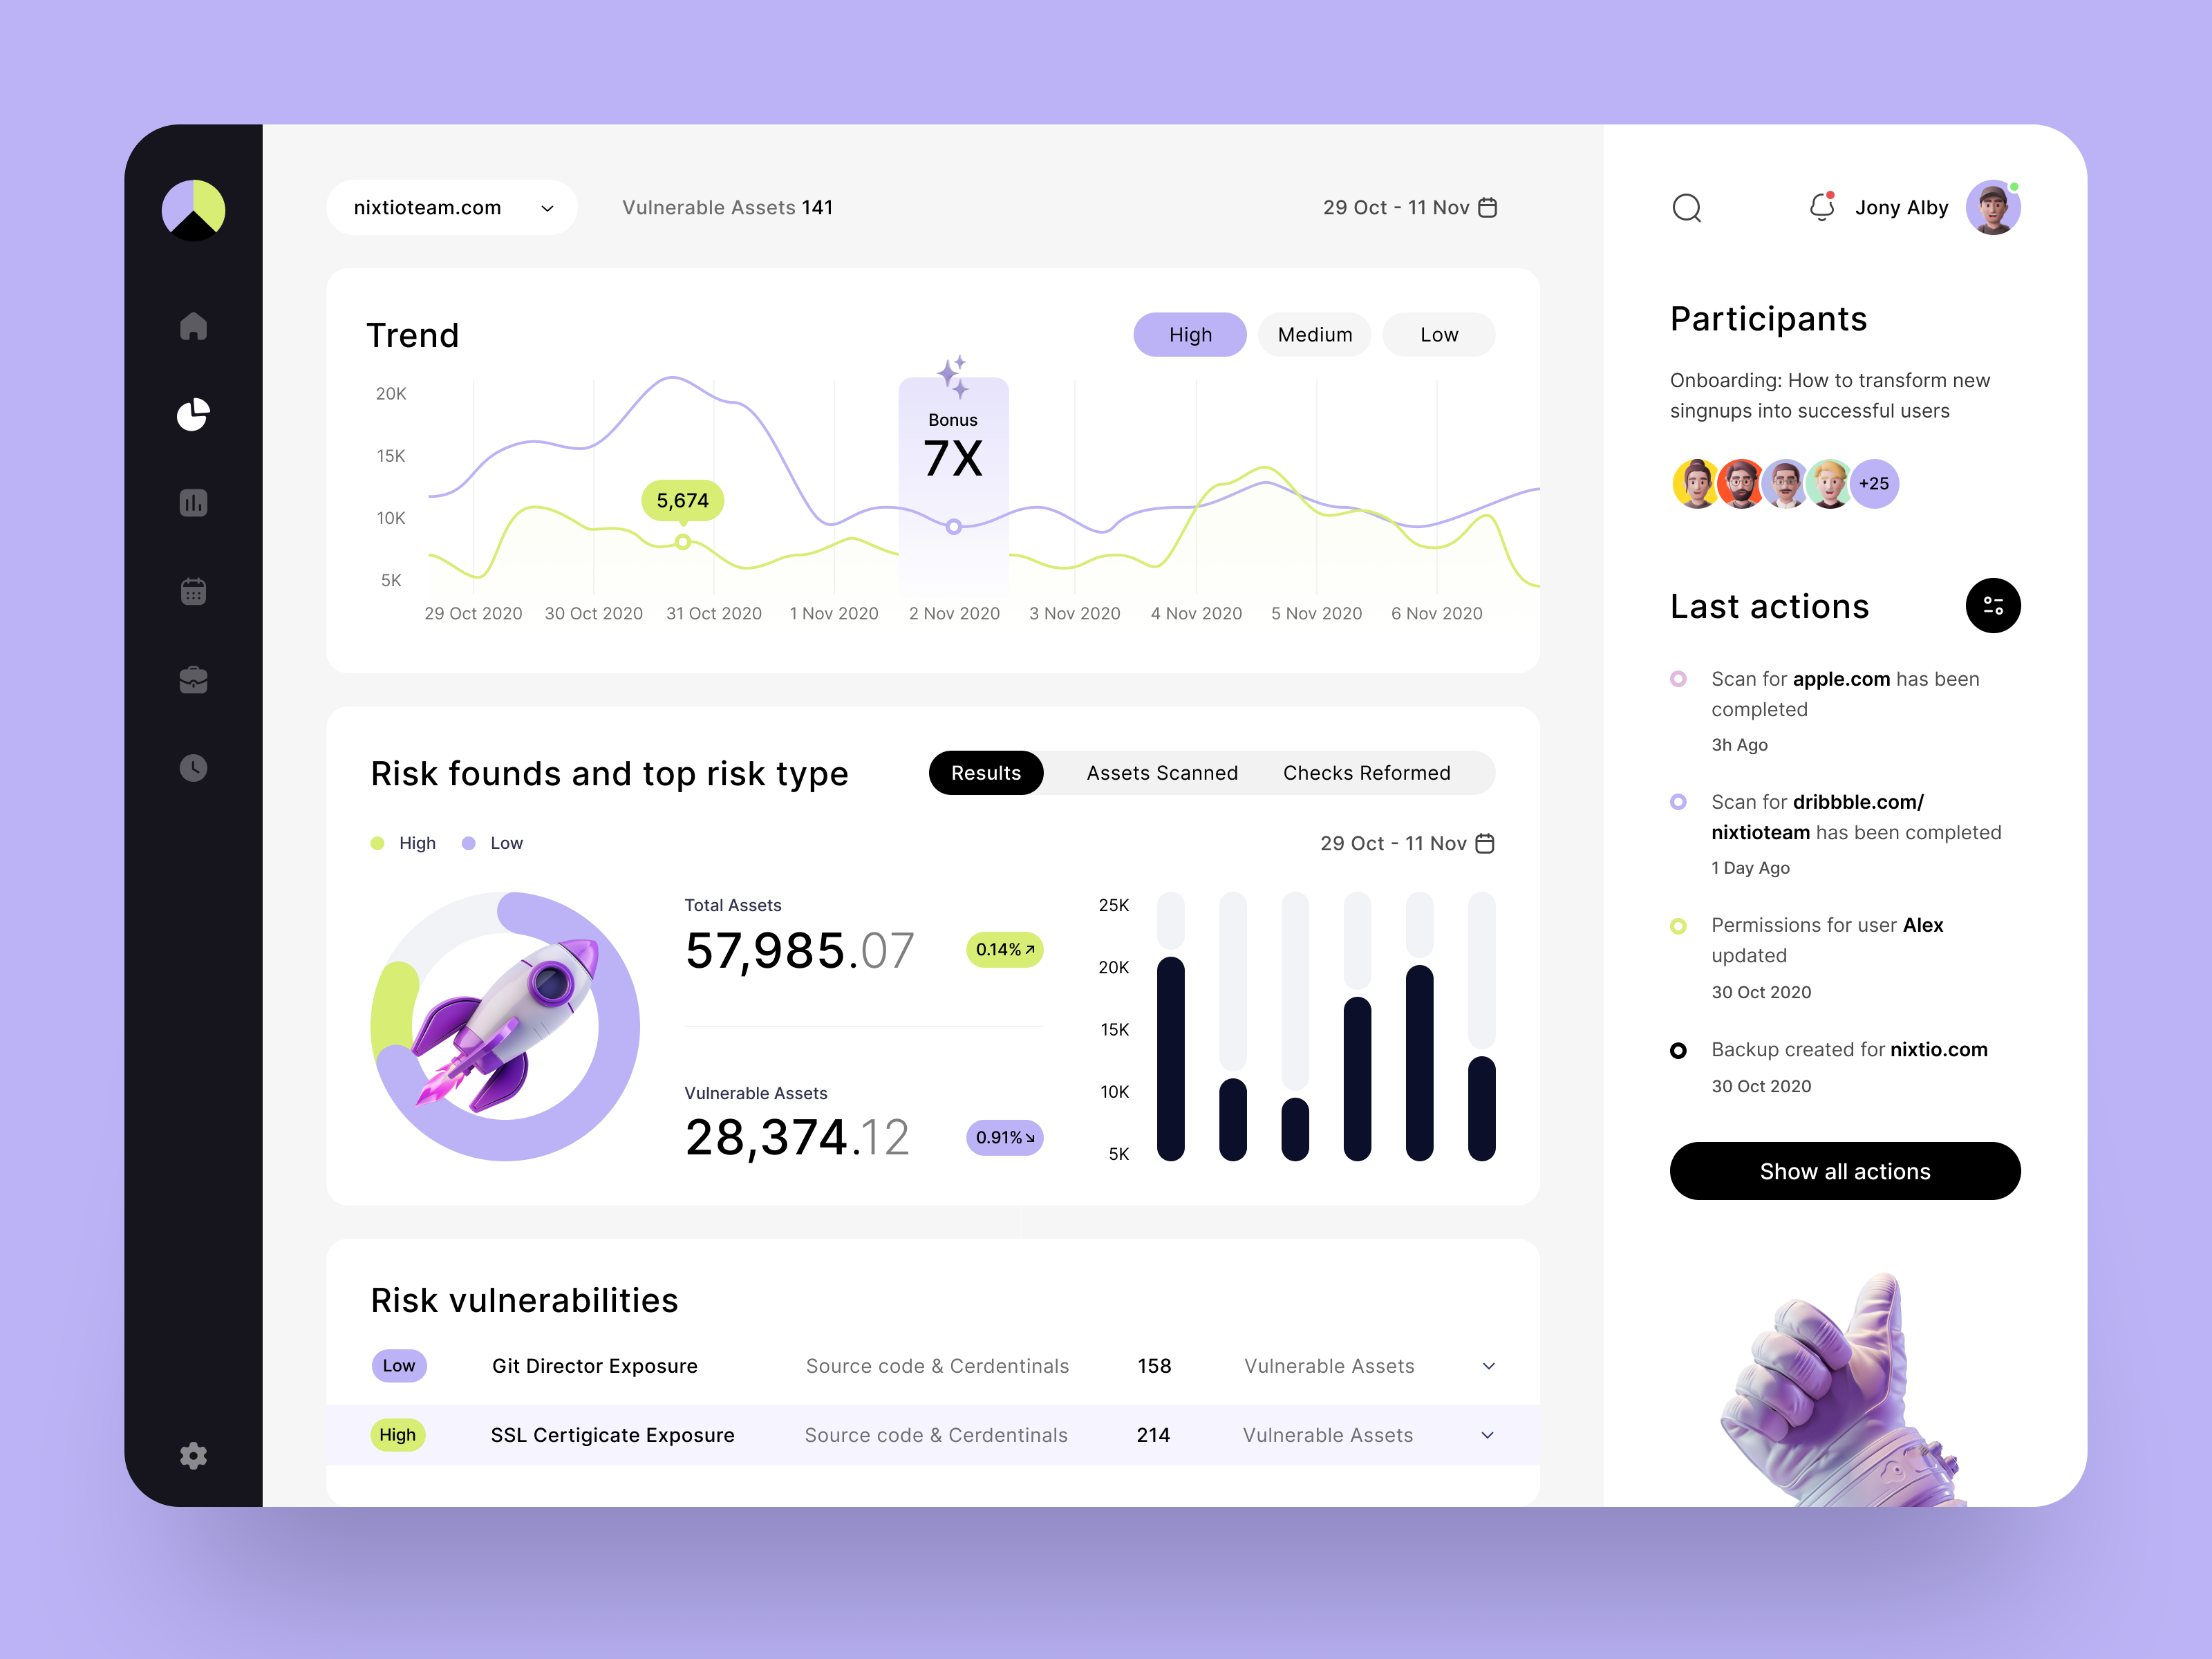 nixtioteam.com
Vulnerable Assets 141
29 Oct - 11 Nov
Jony Alby
Trend
High
Medium
Low
20K
15K
10K
5K
5,674
Bonus
7X
29 Oct 2020
30 Oct 2020
31 Oct 2020
1 Nov 2020
2 Nov 2020
3 Nov 2020
4 Nov 2020
5 Nov 2020
6 Nov 2020
Risk founds and top risk type
Results
Assets Scanned
Checks Reformed
High
Low
29 Oct - 11 Nov
Total Assets
57,985.07
0.14%
Vulnerable Assets
28,374.12
0.91%
25K
20K
15K
10K
5K
Risk vulnerabilities
Low
Git Director Exposure
Source code & Cerdentinals
158
Vulnerable Assets
High
SSL Certigicate Exposure
Source code & Cerdentinals
214
Vulnerable Assets
Participants
Onboarding: How to transform new
singnups into successful users
+25
Last actions
Scan for apple.com has been
completed
3h Ago
Scan for dribbble.com/
nixtioteam has been completed
1 Day Ago
Permissions for user Alex
updated
30 Oct 2020
Backup created for nixtio.com
30 Oct 2020
Show all actions